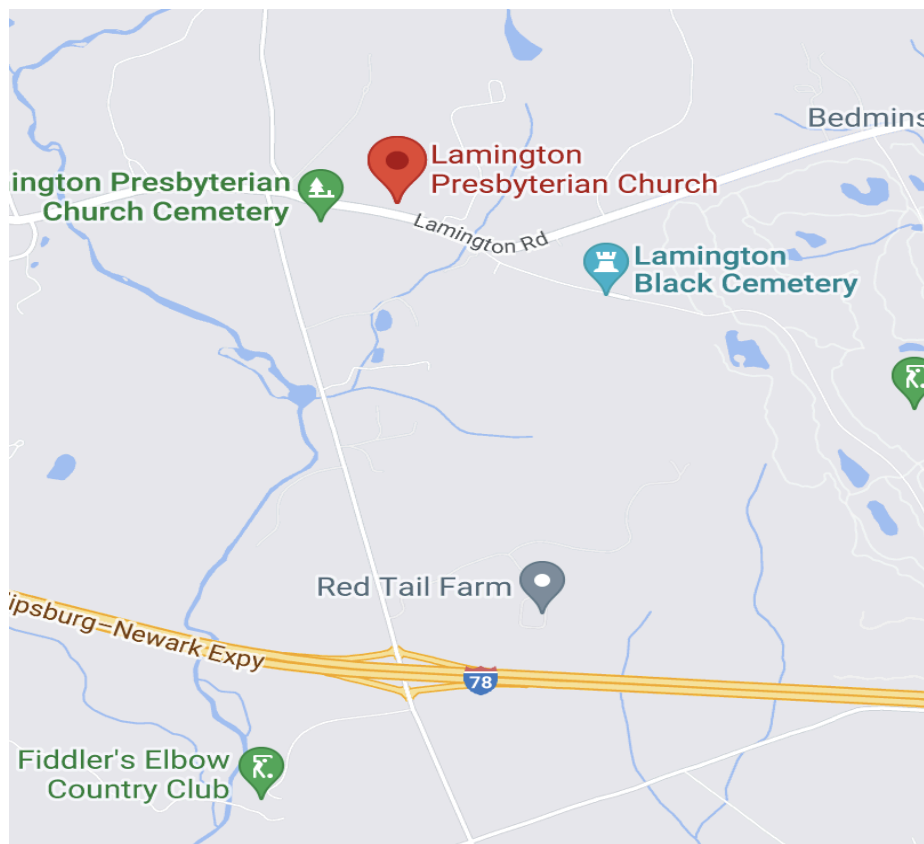 Bedmins
Lamington
Presbyterian Church
ington Presbyterian
Church Cemetery
Lamington Rd
Lamington
Black Cemetery
Red Tail Farm
ipsburg–Newark Expy
78
Fiddler's Elbow
Country Club